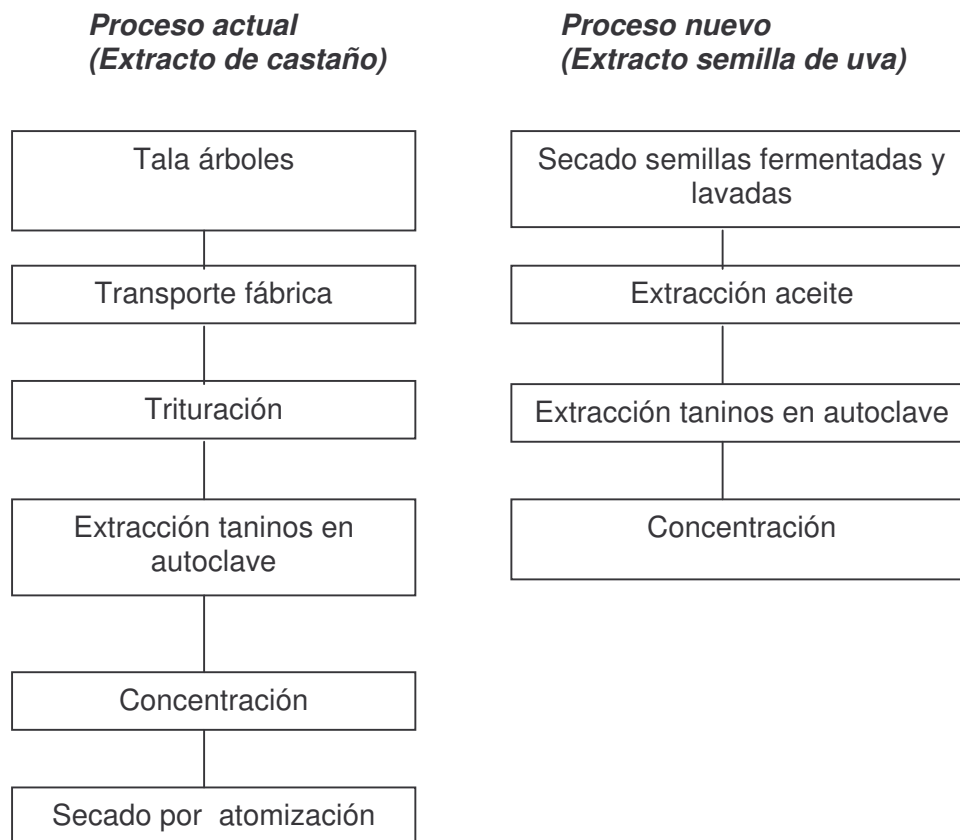 Proceso actual
(Extracto de castaño)
Tala árboles
Transporte fábrica
Trituración
Extracción taninos en
autoclave
Concentración
Secado por atomización
Proceso nuevo
(Extracto semilla de uva)
Secado semillas fermentadas y
lavadas
Extracción aceite
Extracción taninos en autoclave
Concentración